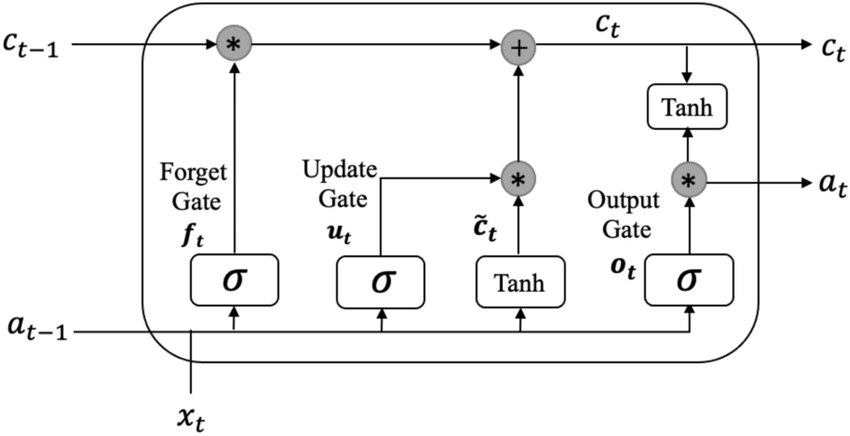 c_{t-1}
*
+
c_t
c_t
Tanh
Forget
Gate
f_t
Update
Gate
u_t
*
c̃_t
Output
Gate
o_t
*
a_t
σ
σ
Tanh
σ
a_{t-1}
x_t